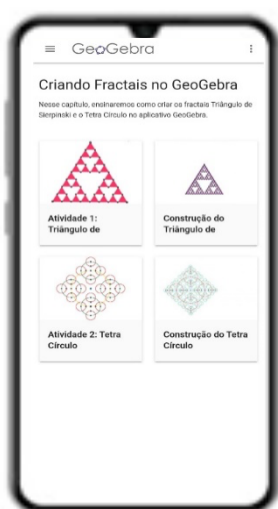 GeoGebra
Criando Fractais no GeoGebra
Nesse capítulo, ensinaremos como criar os fractais Triângulo de
Sierpinski e o Tetra Círculo no aplicativo GeoGebra.
Atividade 1:
Triângulo de
Construção do
Triângulo de
Atividade 2: Tetra
Círculo
Construção do Tetra
Círculo